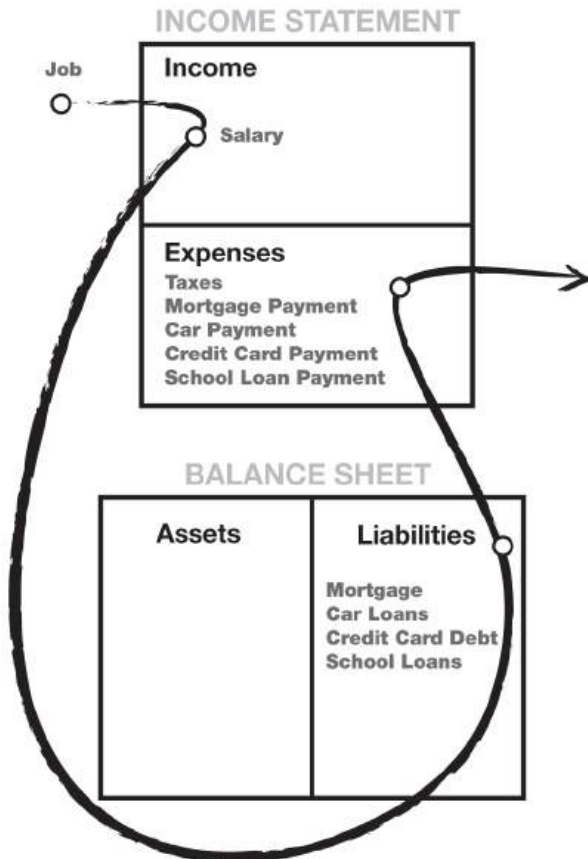 INCOME STATEMENT
Job
Income
Salary
Expenses
Taxes
Mortgage Payment
Car Payment
Credit Card Payment
School Loan Payment
BALANCE SHEET
Assets
Liabilities
Mortgage
Car Loans
Credit Card Debt
School Loans